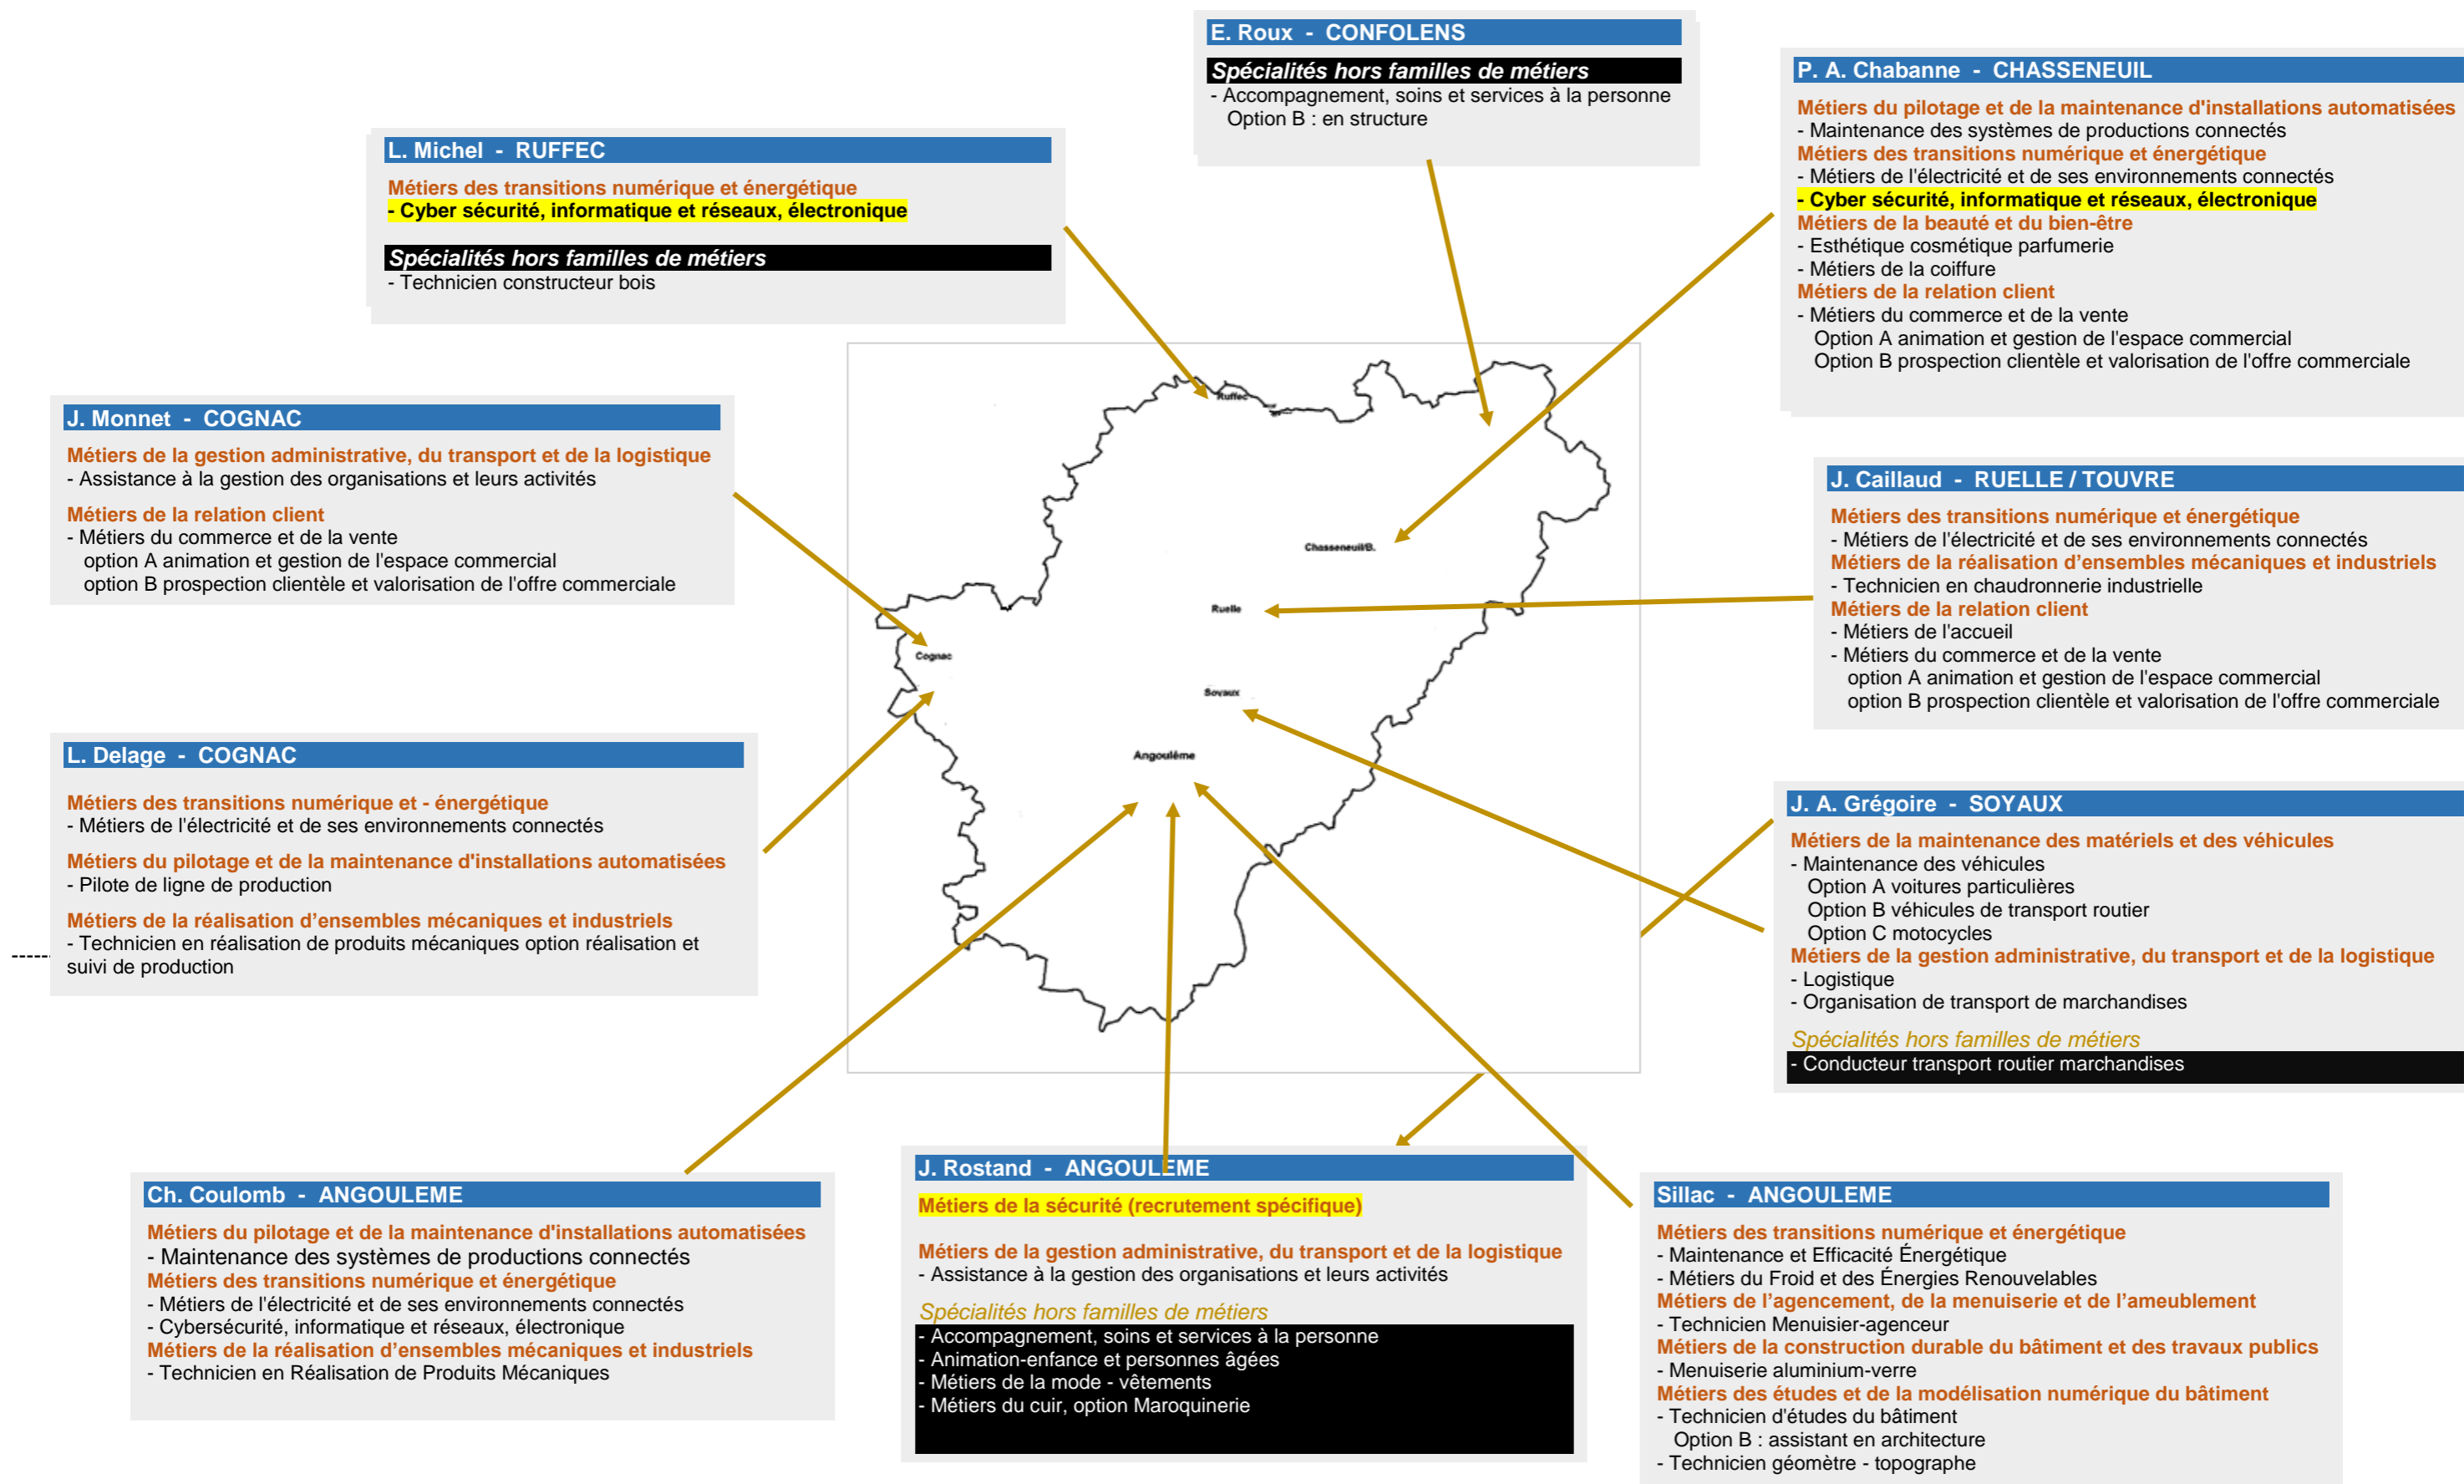 E. Roux - CONFOLENS
Spécialités hors familles de métiers
- Accompagnement, soins et services à la personne
Option B : en structure
P. A. Chabanne - CHASSENEUIL
Métiers du pilotage et de la maintenance d'installations automatisées
- Maintenance des systèmes de productions connectés
Métiers des transitions numérique et énergétique
- Métiers de l'électricité et de ses environnements connectés
- Cyber sécurité, informatique et réseaux, électronique
Métiers de la beauté et du bien-être
- Esthétique cosmétique parfumerie
- Métiers de la coiffure
Métiers de la relation client
- Métiers du commerce et de la vente
Option A animation et gestion de l'espace commercial
Option B prospection clientèle et valorisation de l'offre commerciale
L. Michel - RUFFEC
Métiers des transitions numérique et énergétique
- Cyber sécurité, informatique et réseaux, électronique
Spécialités hors familles de métiers
- Technicien constructeur bois
J. Monnet - COGNAC
Métiers de la gestion administrative, du transport et de la logistique
- Assistance à la gestion des organisations et leurs activités
Métiers de la relation client
- Métiers du commerce et de la vente
option A animation et gestion de l'espace commercial
option B prospection clientèle et valorisation de l'offre commerciale
Ruffec
Chasseneuil/B.
Ruelle
Cognac
Soyaux
Angoulême
J. Caillaud - RUELLE / TOUVRE
Métiers des transitions numérique et énergétique
- Métiers de l'électricité et de ses environnements connectés
Métiers de la réalisation d’ensembles mécaniques et industriels
- Technicien en chaudronnerie industrielle
Métiers de la relation client
- Métiers de l'accueil
- Métiers du commerce et de la vente
option A animation et gestion de l'espace commercial
option B prospection clientèle et valorisation de l'offre commerciale
L. Delage - COGNAC
Métiers des transitions numérique et - énergétique
- Métiers de l'électricité et de ses environnements connectés
Métiers du pilotage et de la maintenance d'installations automatisées
- Pilote de ligne de production
Métiers de la réalisation d’ensembles mécaniques et industriels
- Technicien en réalisation de produits mécaniques option réalisation et
suivi de production
J. A. Grégoire - SOYAUX
Métiers de la maintenance des matériels et des véhicules
- Maintenance des véhicules
Option A voitures particulières
Option B véhicules de transport routier
Option C motocycles
Métiers de la gestion administrative, du transport et de la logistique
- Logistique
- Organisation de transport de marchandises
Spécialités hors familles de métiers
- Conducteur transport routier marchandises
Ch. Coulomb - ANGOULEME
Métiers du pilotage et de la maintenance d'installations automatisées
- Maintenance des systèmes de productions connectés
Métiers des transitions numérique et énergétique
- Métiers de l'électricité et de ses environnements connectés
- Cybersécurité, informatique et réseaux, électronique
Métiers de la réalisation d’ensembles mécaniques et industriels
- Technicien en Réalisation de Produits Mécaniques
J. Rostand - ANGOULEME
Métiers de la sécurité (recrutement spécifique)
Métiers de la gestion administrative, du transport et de la logistique
- Assistance à la gestion des organisations et leurs activités
Spécialités hors familles de métiers
- Accompagnement, soins et services à la personne
- Animation-enfance et personnes âgées
- Métiers de la mode - vêtements
- Métiers du cuir, option Maroquinerie
Sillac - ANGOULEME
Métiers des transitions numérique et énergétique
- Maintenance et Efficacité Énergétique
- Métiers du Froid et des Énergies Renouvelables
Métiers de l’agencement, de la menuiserie et de l’ameublement
- Technicien Menuisier-agenceur
Métiers de la construction durable du bâtiment et des travaux publics
- Menuiserie aluminium-verre
Métiers des études et de la modélisation numérique du bâtiment
- Technicien d'études du bâtiment
Option B : assistant en architecture
- Technicien géomètre - topographe